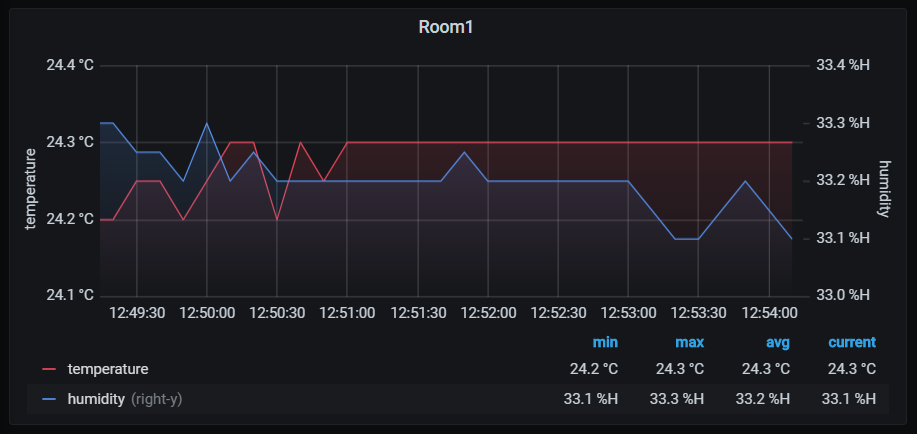 Room1
24.4 °C
24.3 °C
24.2 °C
24.1 °C
temperature
33.4 %H
33.3 %H
33.2 %H
33.1 %H
33.0 %H
humidity
12:49:30 12:50:00 12:50:30 12:51:00 12:51:30 12:52:00 12:52:30 12:53:00 12:53:30 12:54:00
min max avg current
temperature 24.2 °C 24.3 °C 24.3 °C 24.3 °C
humidity (right-y) 33.1 %H 33.3 %H 33.2 %H 33.1 %H